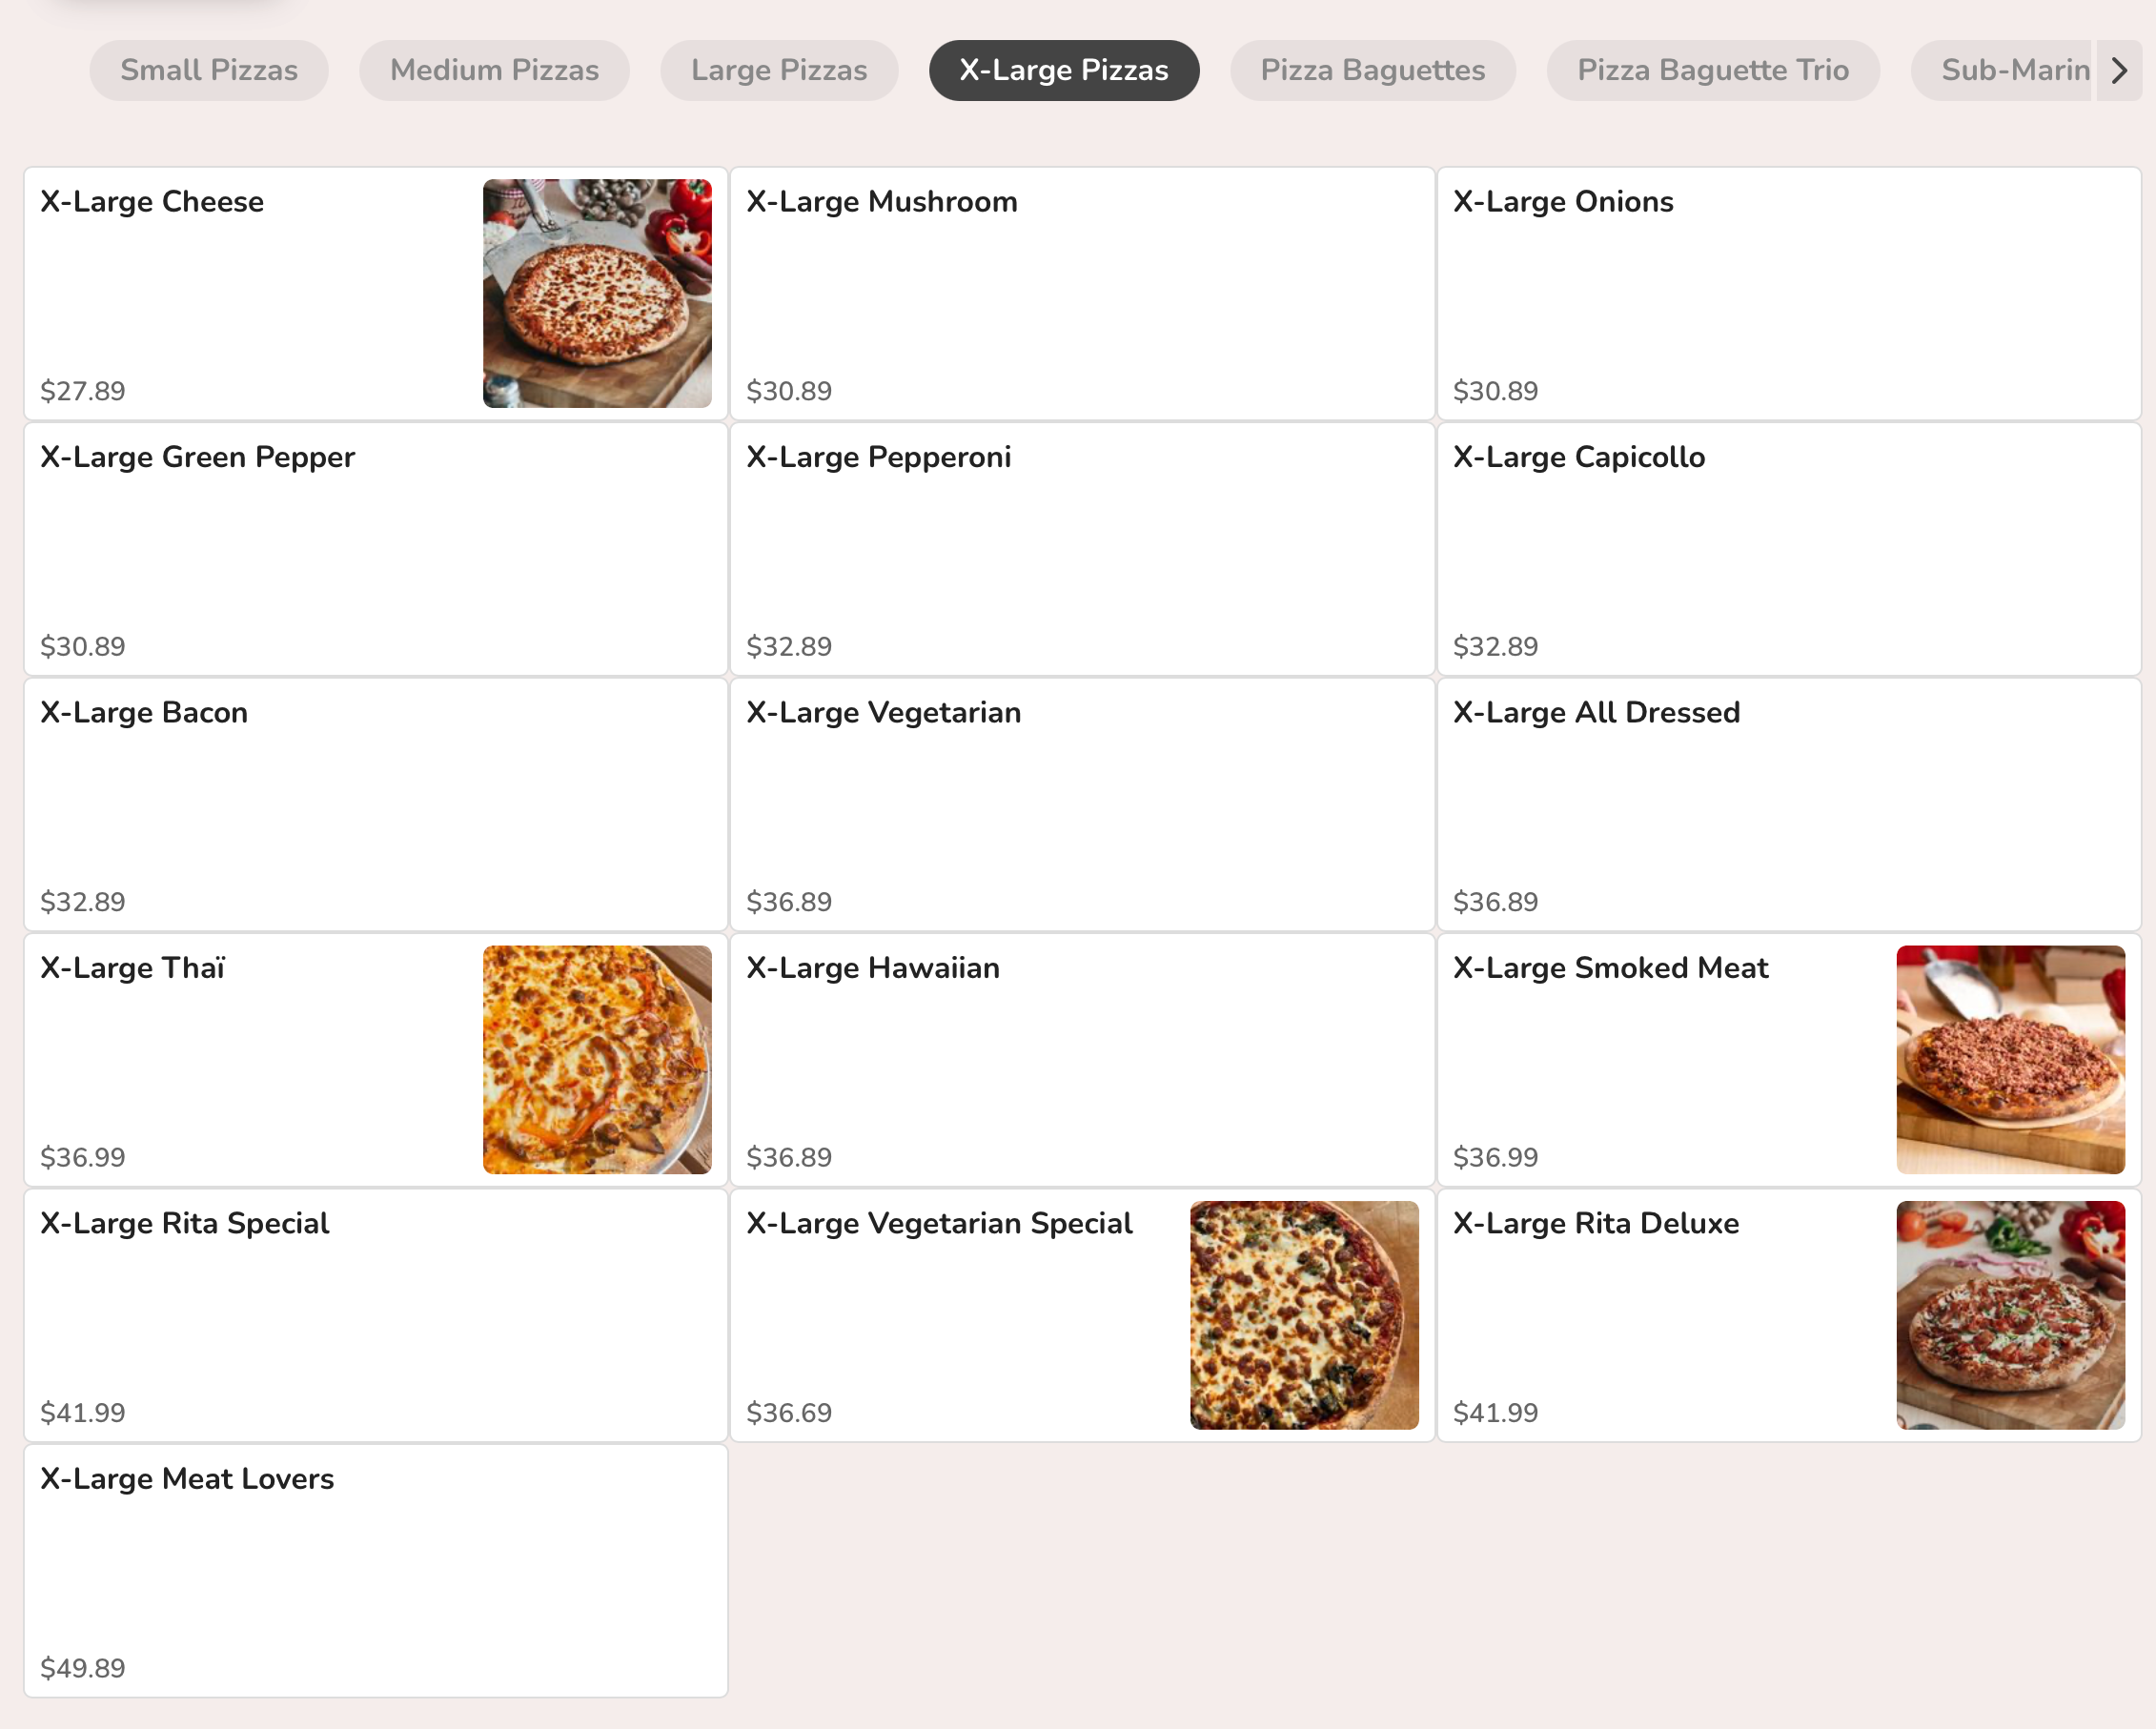 Small Pizzas
Medium Pizzas
Large Pizzas
X-Large Pizzas
Pizza Baguettes
Pizza Baguette Trio
Sub-Marin
X-Large Cheese
$27.89
X-Large Mushroom
$30.89
X-Large Onions
$30.89
X-Large Green Pepper
$30.89
X-Large Pepperoni
$32.89
X-Large Capicollo
$32.89
X-Large Bacon
$32.89
X-Large Vegetarian
$36.89
X-Large All Dressed
$36.89
X-Large Thaï
$36.99
X-Large Hawaiian
$36.89
X-Large Smoked Meat
$36.99
X-Large Rita Special
$41.99
X-Large Vegetarian Special
$36.69
X-Large Rita Deluxe
$41.99
X-Large Meat Lovers
$49.89